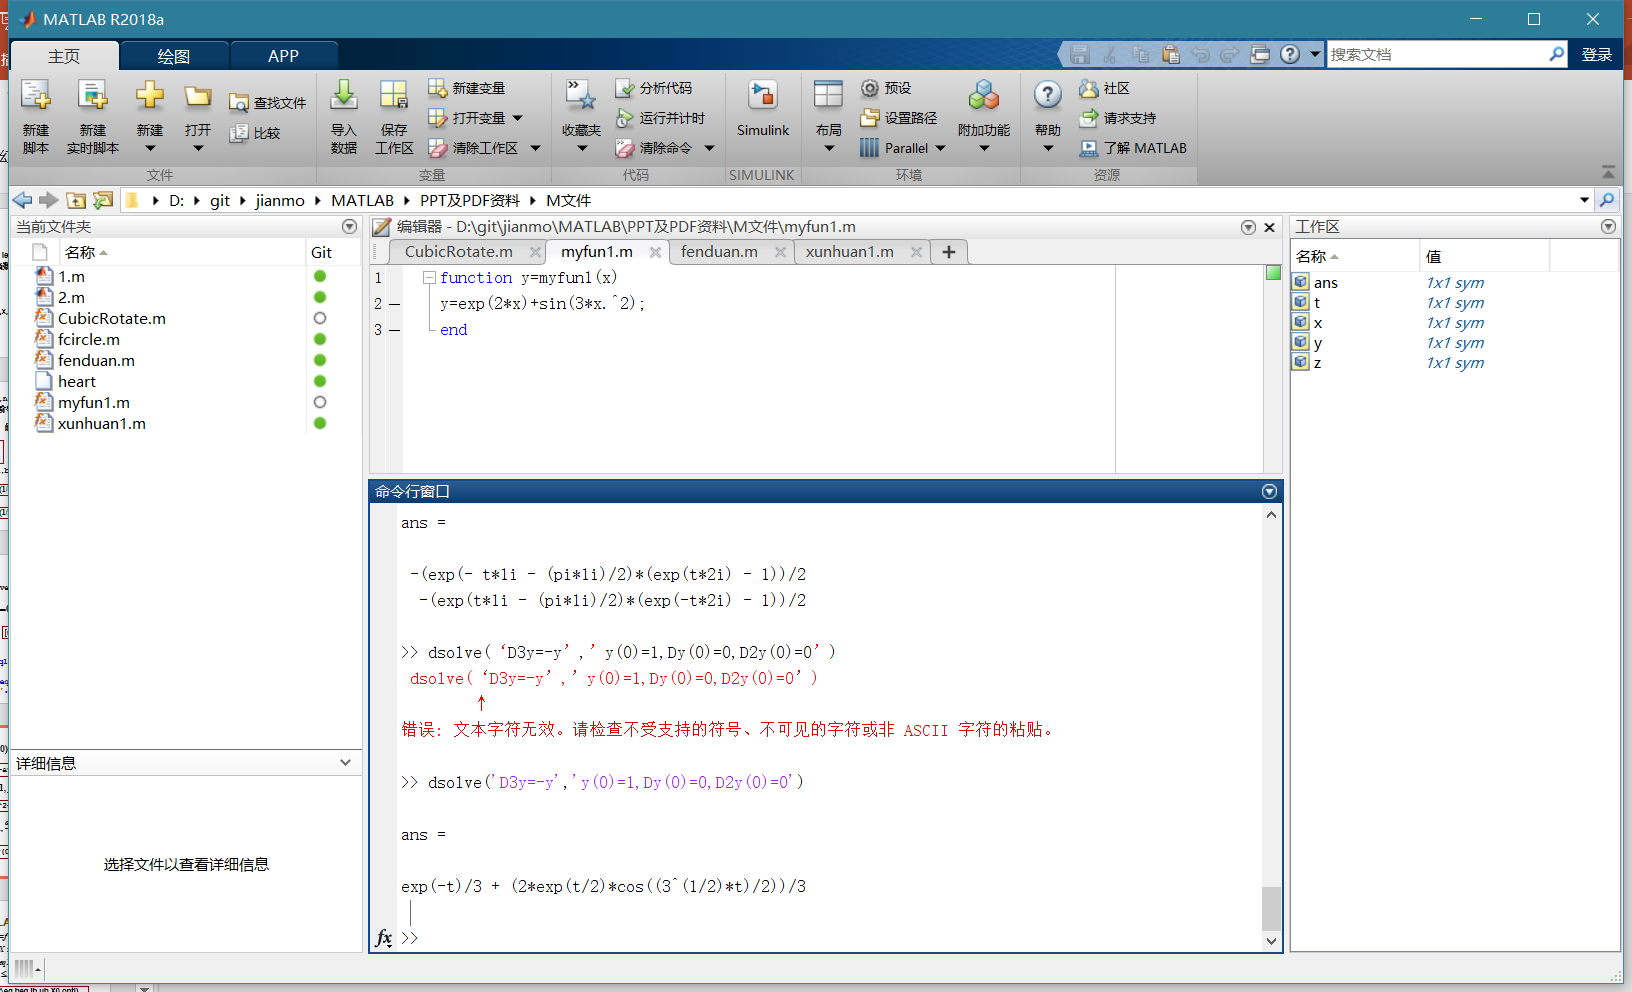 MATLAB R2018a
主页 绘图 APP
搜索文档 登录
新建脚本 新建实时脚本 新建 打开 查找文件 比较
导入数据 保存工作区 新建变量 打开变量 清除工作区
收藏夹 分析代码 运行并计时 清除命令
Simulink
布局 预设 设置路径 Parallel 附加功能
帮助 社区 请求支持 了解 MATLAB
文件 变量 代码 SIMULINK 环境 资源
D: git jianmo MATLAB PPT及PDF资料 M文件
当前文件夹
名称 Git
1.m
2.m
CubicRotate.m
fcircle.m
fenduan.m
heart
myfun1.m
xunhuan1.m
详细信息
选择文件以查看详细信息
编辑器 - D:\git\jianmo\MATLAB\PPT及PDF资料\M文件\myfun1.m
CubicRotate.m myfun1.m fenduan.m xunhuan1.m
1 function y=myfun1(x)
2 y=exp(2*x)+sin(3*x.^2);
3 end
命令行窗口
ans =
-(exp(- t*1i - (pi*1i)/2)*(exp(t*2i) - 1))/2
-(exp(t*1i - (pi*1i)/2)*(exp(-t*2i) - 1))/2
>> dsolve(‘D3y=-y’,’y(0)=1,Dy(0)=0,D2y(0)=0’)
dsolve(‘D3y=-y’,’y(0)=1,Dy(0)=0,D2y(0)=0’)
↑
错误: 文本字符无效。请检查不受支持的符号、不可见的字符或非 ASCII 字符的粘贴。
>> dsolve('D3y=-y','y(0)=1,Dy(0)=0,D2y(0)=0')
ans =
exp(-t)/3 + (2*exp(t/2)*cos((3^(1/2)*t)/2))/3
fx >>
工作区
名称 值
ans 1x1 sym
t 1x1 sym
x 1x1 sym
y 1x1 sym
z 1x1 sym